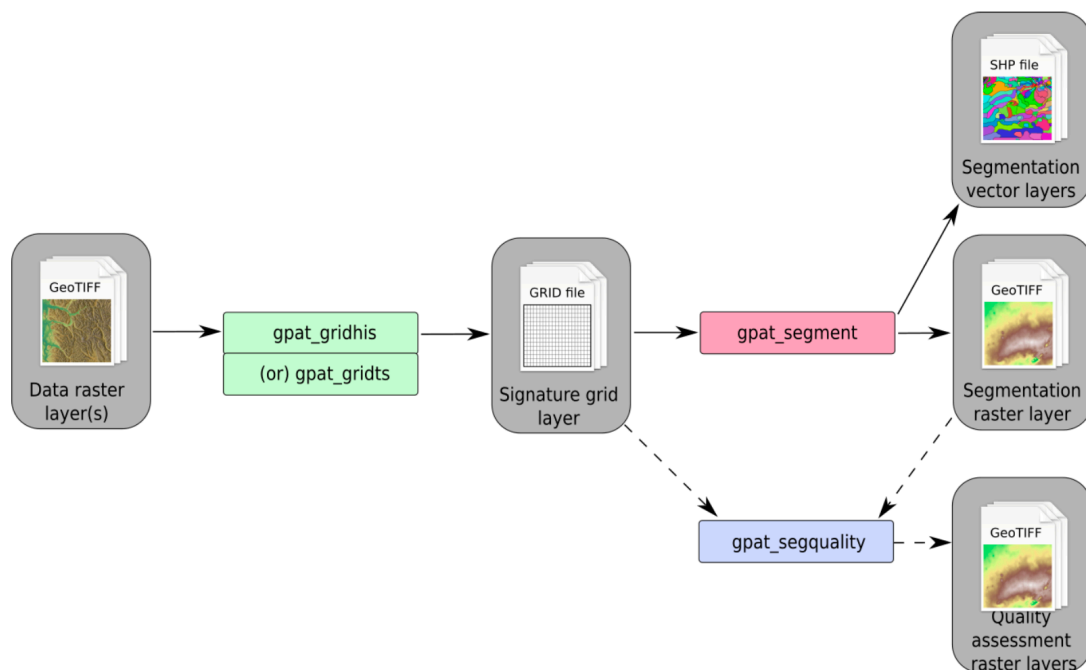 SHP file
Segmentation
vector layers
GeoTIFF
Data raster
layer(s)
gpat_gridhis
(or) gpat_gridts
GRID file
Signature grid
layer
gpat_segment
GeoTIFF
Segmentation
raster layer
gpat_segquality
GeoTIFF
Quality
assessment
raster layers